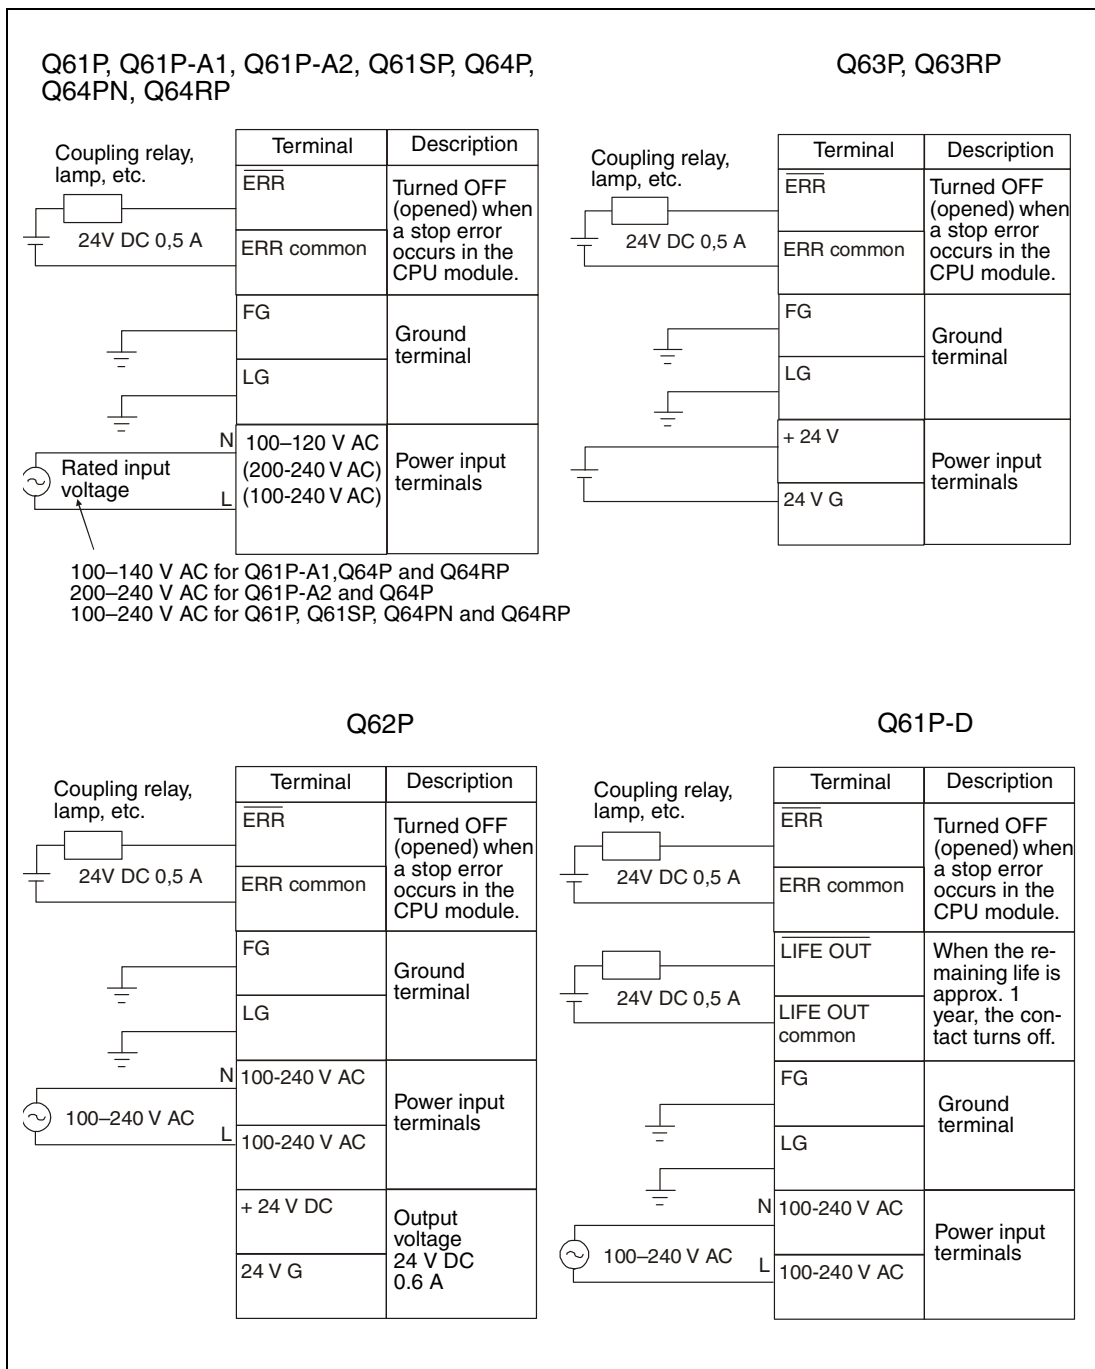 Q61P, Q61P-A1, Q61P-A2, Q61SP, Q64P,
Q64PN, Q64RP
Coupling relay,
lamp, etc.
24V DC 0,5 A
Terminal
Description
ERR
ERR common
Turned OFF
(opened) when
a stop error
occurs in the
CPU module.
FG
LG
Ground
terminal
N
L
Rated input
voltage
100–120 V AC
(200-240 V AC)
(100-240 V AC)
Power input
terminals
100–140 V AC for Q61P-A1,Q64P and Q64RP
200–240 V AC for Q61P-A2 and Q64P
100–240 V AC for Q61P, Q61SP, Q64PN and Q64RP
Q63P, Q63RP
Coupling relay,
lamp, etc.
24V DC 0,5 A
Terminal
Description
ERR
ERR common
Turned OFF
(opened) when
a stop error
occurs in the
CPU module.
FG
LG
Ground
terminal
+ 24 V
24 V G
Power input
terminals
Q62P
Coupling relay,
lamp, etc.
24V DC 0,5 A
Terminal
Description
ERR
ERR common
Turned OFF
(opened) when
a stop error
occurs in the
CPU module.
FG
LG
Ground
terminal
N
L
100–240 V AC
100-240 V AC
100-240 V AC
Power input
terminals
+ 24 V DC
24 V G
Output
voltage
24 V DC
0.6 A
Q61P-D
Coupling relay,
lamp, etc.
24V DC 0,5 A
Terminal
Description
ERR
ERR common
Turned OFF
(opened) when
a stop error
occurs in the
CPU module.
24V DC 0,5 A
LIFE OUT
LIFE OUT
common
When the re-
maining life is
approx. 1
year, the con-
tact turns off.
FG
LG
Ground
terminal
N
L
100–240 V AC
100-240 V AC
100-240 V AC
Power input
terminals